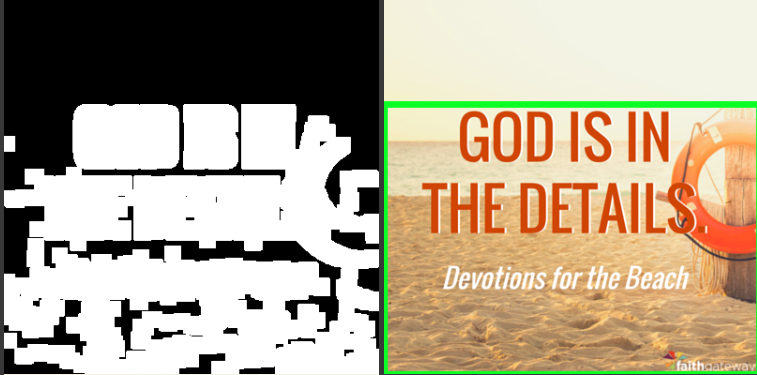 GOD IS IN
THE DETAILS.
Devotions for the Beach
faithgateway